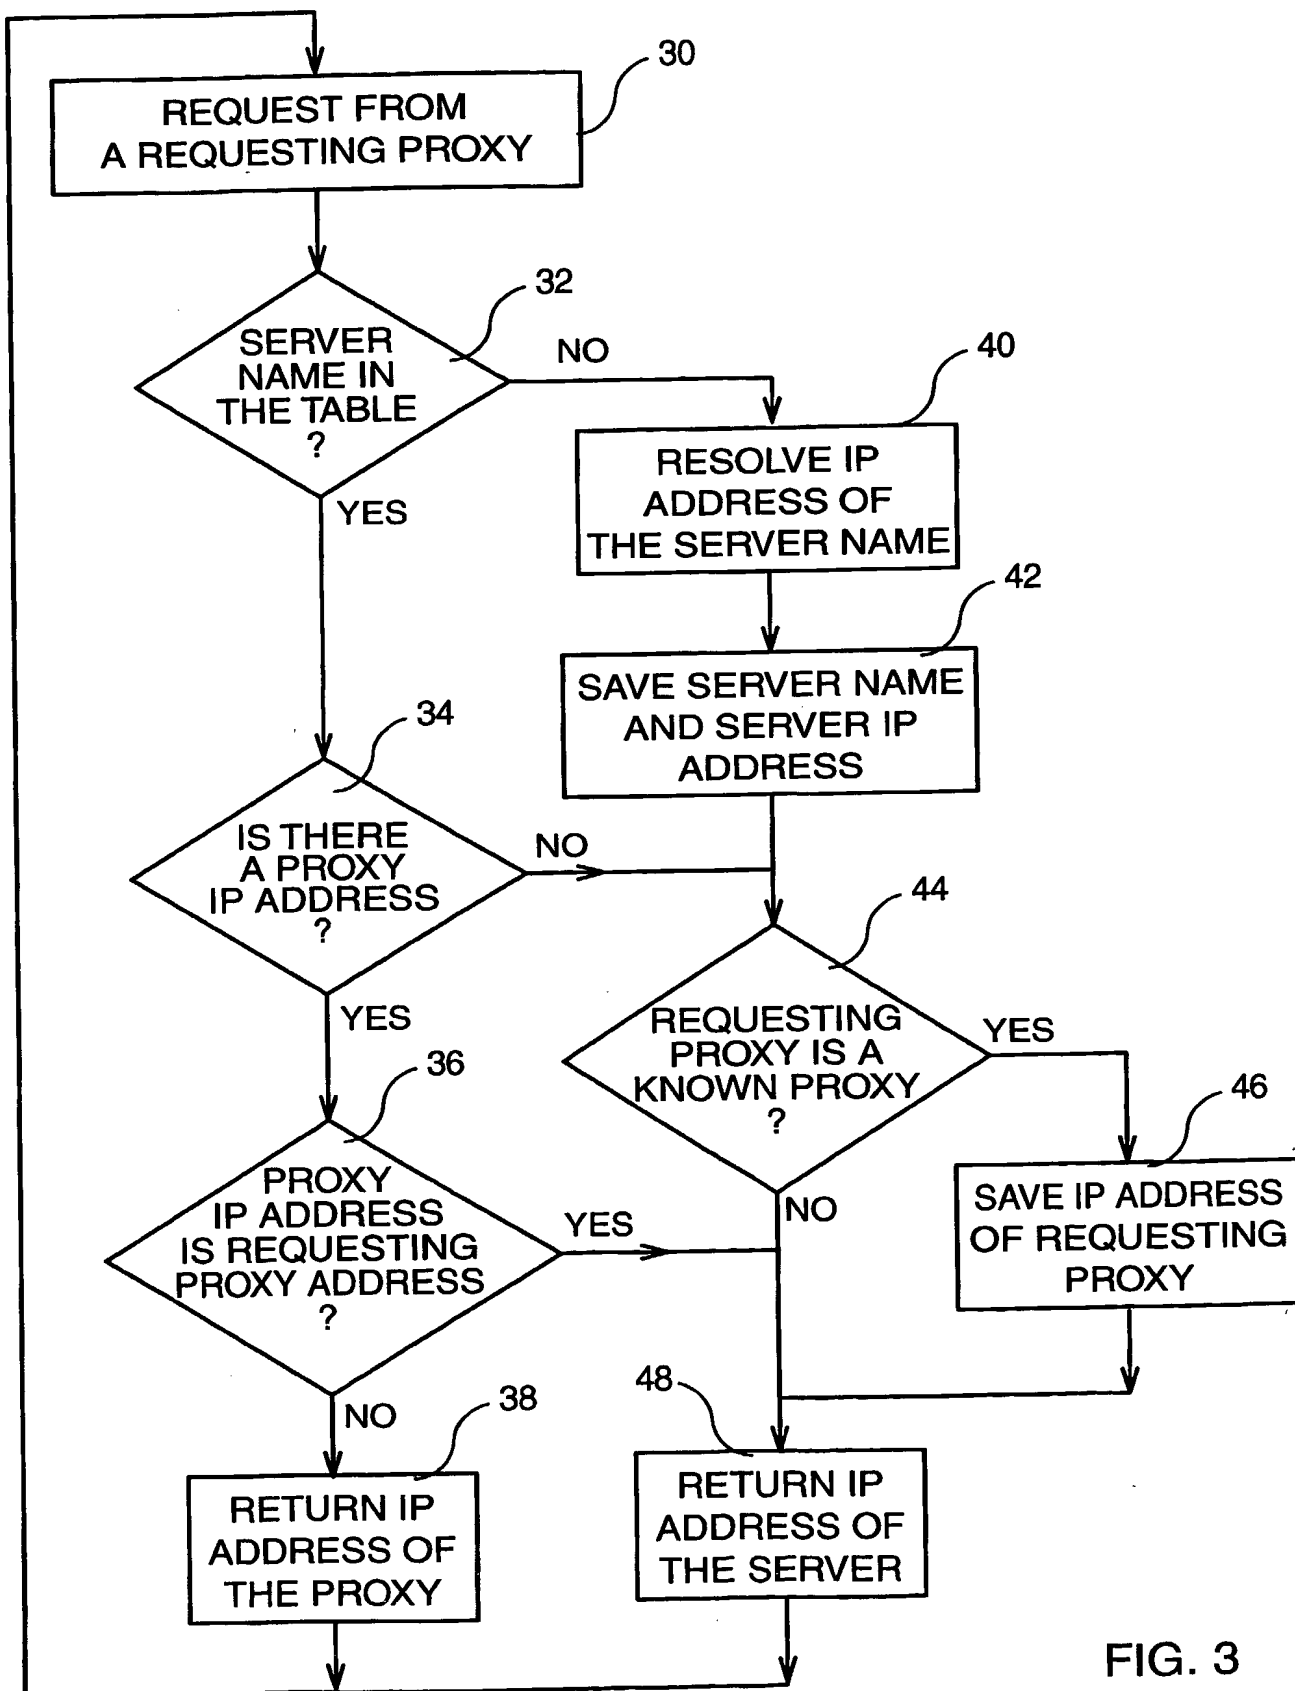 30
REQUEST FROM
A REQUESTING PROXY
32
SERVER
NAME IN
THE TABLE
?
NO
YES
40
RESOLVE IP
ADDRESS OF
THE SERVER NAME
42
SAVE SERVER NAME
AND SERVER IP
ADDRESS
34
IS THERE
A PROXY
IP ADDRESS
?
NO
YES
44
REQUESTING
PROXY IS A
KNOWN PROXY
?
YES
NO
46
SAVE IP ADDRESS
OF REQUESTING
PROXY
36
PROXY
IP ADDRESS
IS REQUESTING
PROXY ADDRESS
?
YES
NO
38
RETURN IP
ADDRESS OF
THE PROXY
48
RETURN IP
ADDRESS OF
THE SERVER
FIG. 3